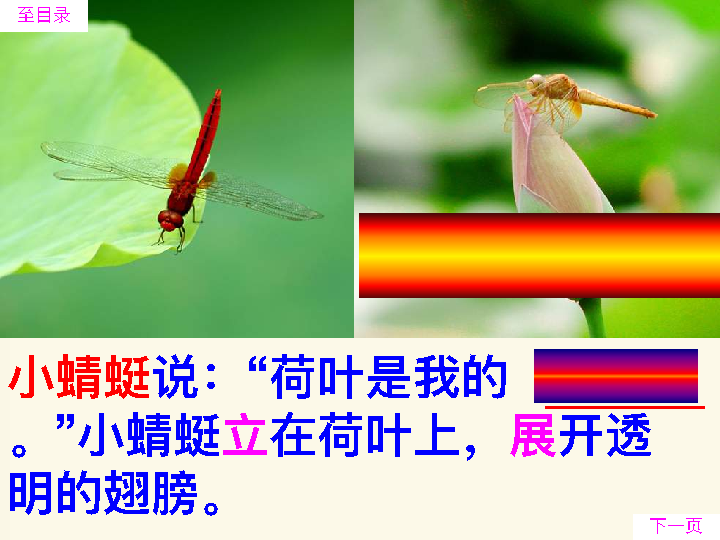 至目录
小蜻蜓说：“荷叶是我的
。”小蜻蜓立在荷叶上，展开透
明的翅膀。
下一页